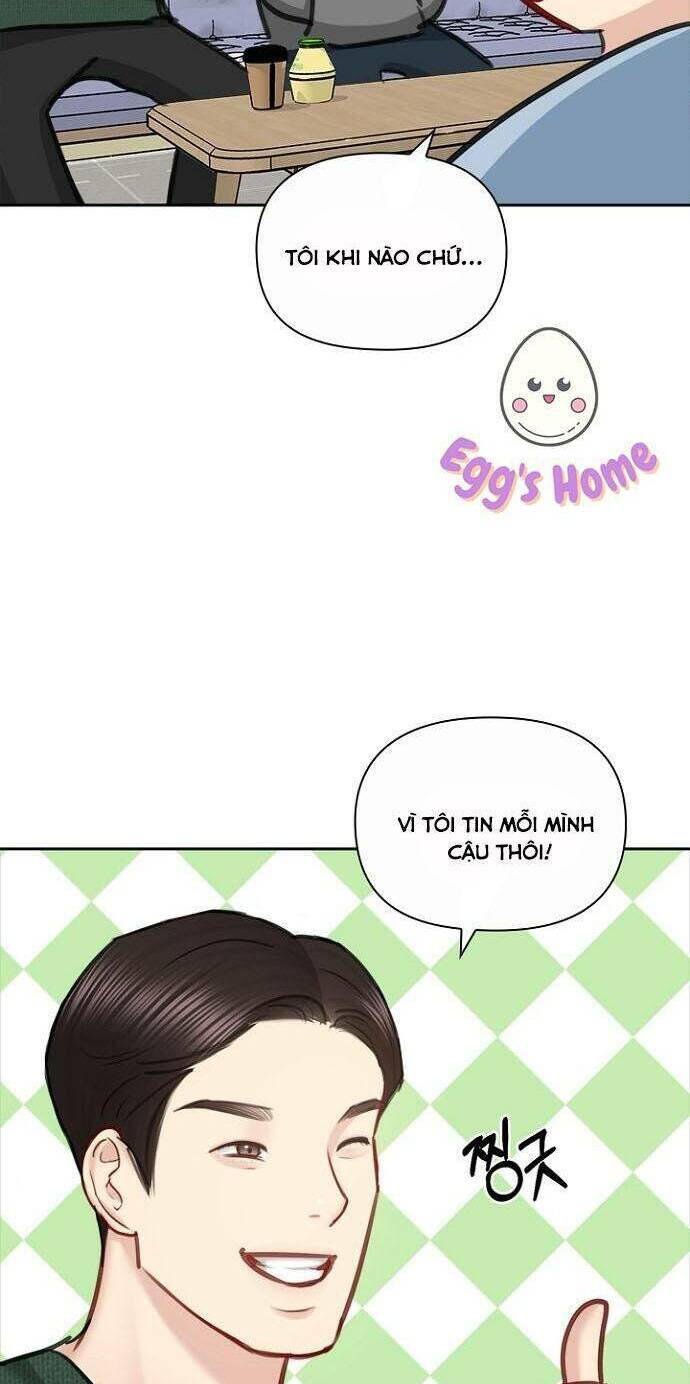 TÔI KHI NÀO CHỨ...
Egg's Home
VÌ TÔI TIN MỖI MÌNH
CẬU THÔI!
찡긋